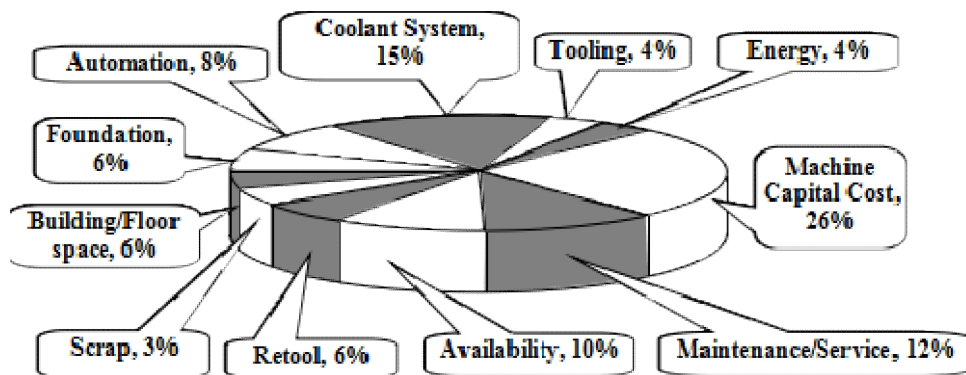 Coolant System,
15%
Tooling, 4%
Energy, 4%
Automation, 8%
Foundation,
6%
Machine
Capital Cost,
26%
Building/Floor
space, 6%
Scrap, 3%
Retool, 6%
Availability, 10%
Maintenance/Service, 12%